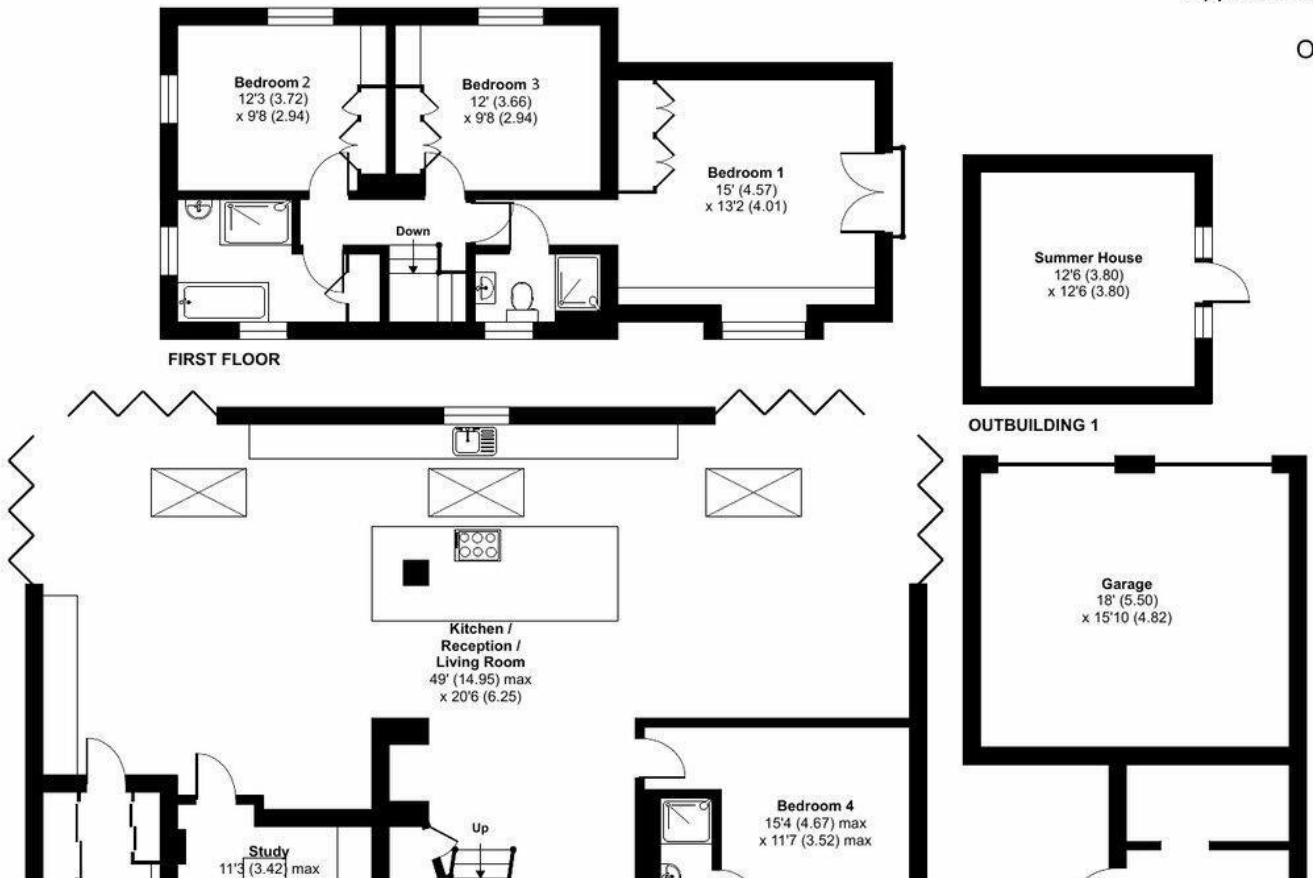 Bedroom 2
12'3 (3.72)
x 9'8 (2.94)
Bedroom 3
12' (3.66)
x 9'8 (2.94)
Bedroom 1
15' (4.57)
x 13'2 (4.01)
Down
FIRST FLOOR
Summer House
12'6 (3.80)
x 12'6 (3.80)
OUTBUILDING 1
Garage
18' (5.50)
x 15'10 (4.82)
Kitchen /
Reception /
Living Room
49' (14.95) max
x 20'6 (6.25)
Bedroom 4
15'4 (4.67) max
x 11'7 (3.52) max
Up
Study
11'3 (3.42) max